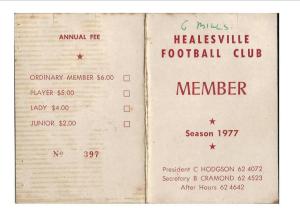 ANNUAL FEE
ORDINARY MEMBER $6.00
PLAYER $5.00
LADY $4.00
JUNIOR $2.00
No 397
G MILLS
HEALESVILLE
FOOTBALL CLUB
MEMBER
Season 1977
President C HODGSON 62 4072
Secretary B CRAMOND 62 4523
After Hours 62 4642